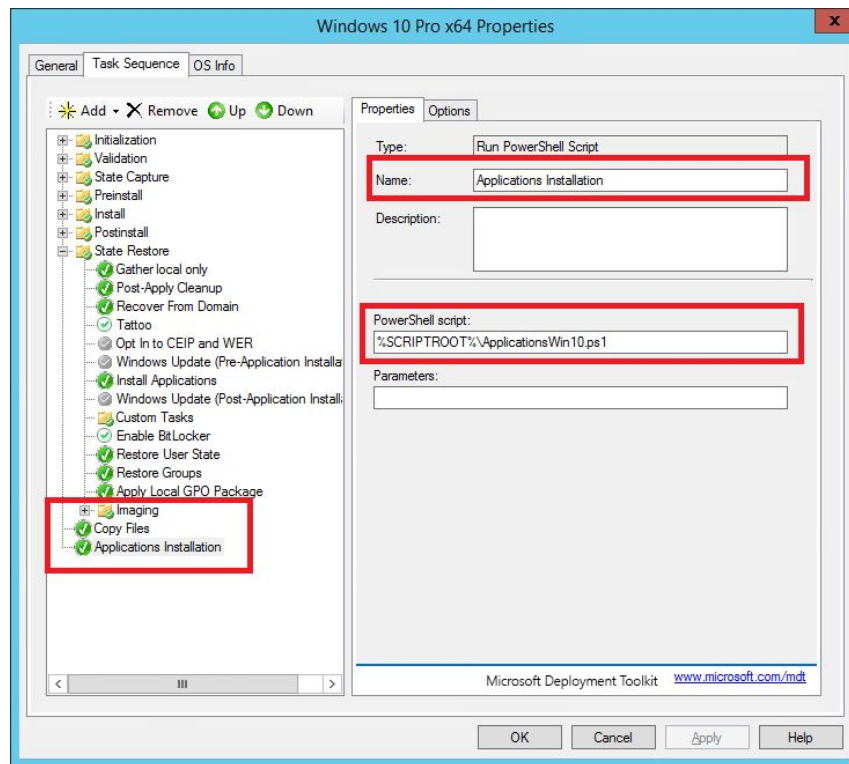 Windows 10 Pro x64 Properties
x
General Task Sequence OS Info
Add Remove Up Down
Initialization
Validation
State Capture
Preinstall
Install
Postinstall
State Restore
Gather local only
Post-Apply Cleanup
Recover From Domain
Tattoo
Opt In to CEIP and WER
Windows Update (Pre-Application Installa
Install Applications
Windows Update (Post-Application Install
Custom Tasks
Enable BitLocker
Restore User State
Restore Groups
Apply Local GPO Package
Imaging
Copy Files
Applications Installation
Properties Options
Type: Run PowerShell Script
Name: Applications Installation
Description:
PowerShell script:
%SCRIPTROOT%\ApplicationsWin10.ps1
Parameters:
Microsoft Deployment Toolkit www.microsoft.com/mdt
OK Cancel Apply Help